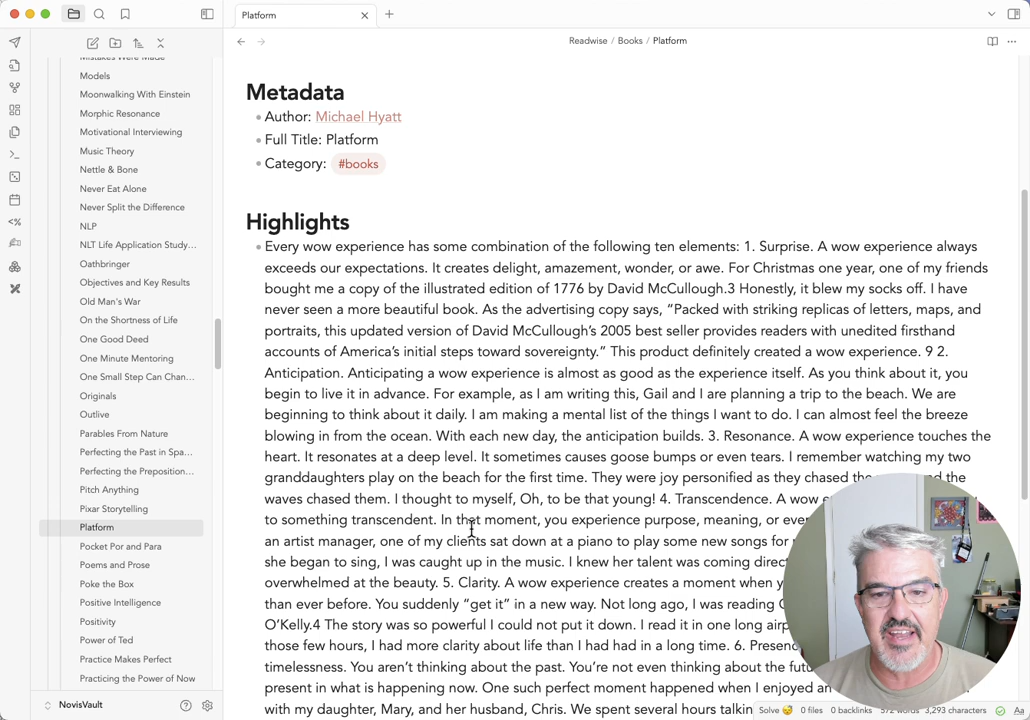 Platform
Readwise / Books / Platform
Mistakes Were Made
Models
Moonwalking With Einstein
Morphic Resonance
Motivational Interviewing
Music Theory
Nettle & Bone
Never Eat Alone
Never Split the Difference
NLP
NLT Life Application Study…
Oathbringer
Objectives and Key Results
Old Man's War
On the Shortness of Life
One Good Deed
One Minute Mentoring
One Small Step Can Chan…
Originals
Outlive
Parables From Nature
Perfecting the Past in Spa…
Perfecting the Preposition…
Pitch Anything
Pixar Storytelling
Platform
Pocket Por and Para
Poems and Prose
Poke the Box
Positive Intelligence
Positivity
Power of Ted
Practice Makes Perfect
Practicing the Power of Now
NovisVault
Metadata
Author: Michael Hyatt
Full Title: Platform
Category: #books
Highlights
Every wow experience has some combination of the following ten elements: 1. Surprise. A wow experience always
exceeds our expectations. It creates delight, amazement, wonder, or awe. For Christmas one year, one of my friends
bought me a copy of the illustrated edition of 1776 by David McCullough.3 Honestly, it blew my socks off. I have
never seen a more beautiful book. As the advertising copy says, “Packed with striking replicas of letters, maps, and
portraits, this updated version of David McCullough’s 2005 best seller provides readers with unedited firsthand
accounts of America’s initial steps toward sovereignty.” This product definitely created a wow experience. 9 2.
Anticipation. Anticipating a wow experience is almost as good as the experience itself. As you think about it, you
begin to live it in advance. For example, as I am writing this, Gail and I are planning a trip to the beach. We are
beginning to think about it daily. I am making a mental list of the things I want to do. I can almost feel the breeze
blowing in from the ocean. With each new day, the anticipation builds. 3. Resonance. A wow experience touches the
heart. It resonates at a deep level. It sometimes causes goose bumps or even tears. I remember watching my two
granddaughters play on the beach for the first time. They were joy personified as they chased the the
waves chased them. I thought to myself, Oh, to be that young! 4. Transcendence. A wow
to something transcendent. In that moment, you experience purpose, meaning, or
an artist manager, one of my clients sat down at a piano to play some new songs for
she began to sing, I was caught up in the music. I knew her talent was coming
overwhelmed at the beauty. 5. Clarity. A wow experience creates a moment when
than ever before. You suddenly “get it” in a new way. Not long ago, I was reading
O’Kelly.4 The story was so powerful I could not put it down. I read it in one long
those few hours, I had more clarity about life than I had had in a long time. 6.
timelessness. You aren’t thinking about the past. You’re not even thinking about the
present in what is happening now. One such perfect moment happened when I enjoyed an
with my daughter, Mary, and her husband, Chris. We spent several hours
Solve 😴 0 files 0 backlinks 572 words 3,293 characters Aa